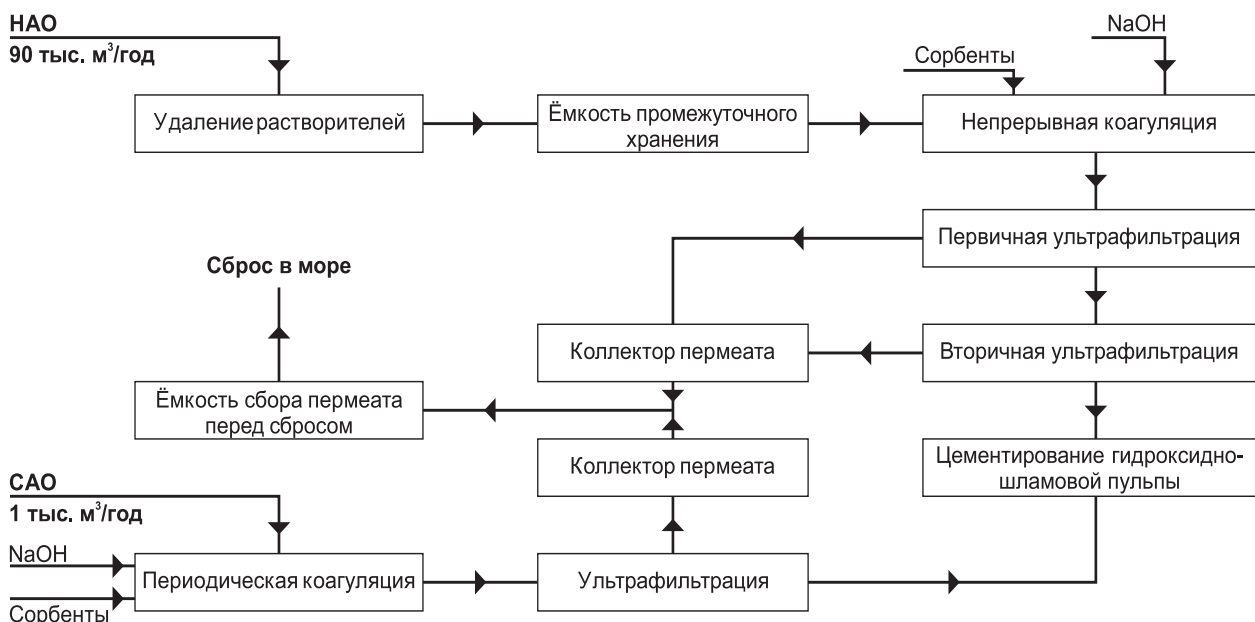 НАО
90 тыс. м³/год
NaOH
Сорбенты
Удаление растворителей
Ёмкость промежуточного
хранения
Непрерывная коагуляция
Первичная ультрафильтрация
Сброс в море
Коллектор пермеата
Вторичная ультрафильтрация
Ёмкость сбора пермеата
перед сбросом
Коллектор пермеата
Цементирование гидроксидно-
шламовой пульпы
САО
1 тыс. м³/год
NaOH
Периодическая коагуляция
Ультрафильтрация
Сорбенты